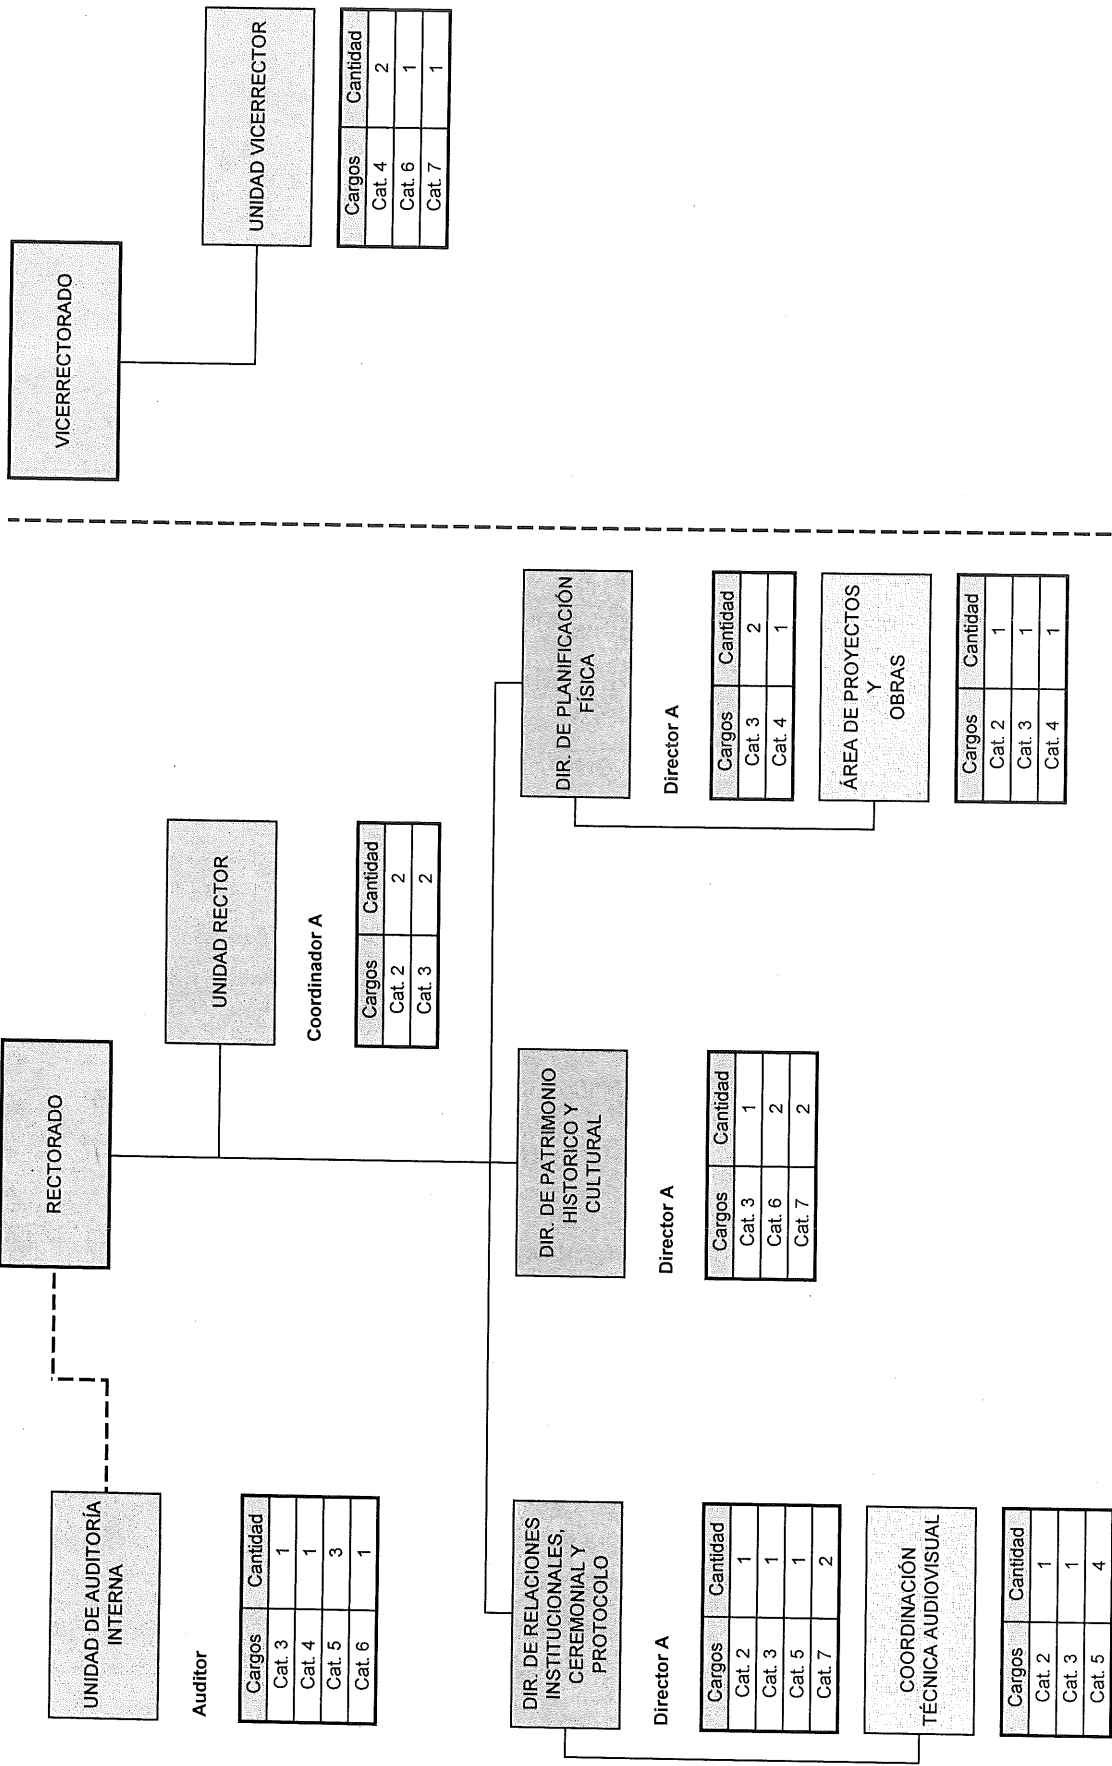 RECTORADO
VICERRECTORADO
UNIDAD DE AUDITORÍA
INTERNA
Auditor
Cargos Cantidad
Cat. 3 1
Cat. 4 1
Cat. 5 3
Cat. 6 1
UNIDAD RECTOR
Coordinador A
Cargos Cantidad
Cat. 2 2
Cat. 3 2
UNIDAD VICERRECTOR
Cargos Cantidad
Cat. 4 2
Cat. 6 1
Cat. 7 1
DIR. DE RELACIONES
INSTITUCIONALES,
CEREMONIAL Y
PROTOCOLO
Director A
Cargos Cantidad
Cat. 2 1
Cat. 3 1
Cat. 5 1
Cat. 7 2
COORDINACIÓN
TÉCNICA AUDIOVISUAL
Cargos Cantidad
Cat. 2 1
Cat. 3 1
Cat. 5 4
DIR. DE PATRIMONIO
HISTORICO Y
CULTURAL
Director A
Cargos Cantidad
Cat. 3 1
Cat. 6 2
Cat. 7 2
DIR. DE PLANIFICACIÓN
FÍSICA
Director A
Cargos Cantidad
Cat. 3 2
Cat. 4 1
ÁREA DE PROYECTOS
Y
OBRAS
Cargos Cantidad
Cat. 2 1
Cat. 3 1
Cat. 4 1